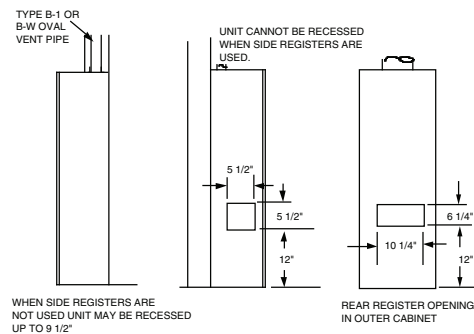 TYPE B-1 OR
B-W OVAL
VENT PIPE
UNIT CANNOT BE RECESSED
WHEN SIDE REGISTERS ARE
USED.
5 1/2"
5 1/2"
12"
6 1/4"
10 1/4"
12"
WHEN SIDE REGISTERS ARE
NOT USED UNIT MAY BE RECESSED
UP TO 9 1/2"
REAR REGISTER OPENING
IN OUTER CABINET